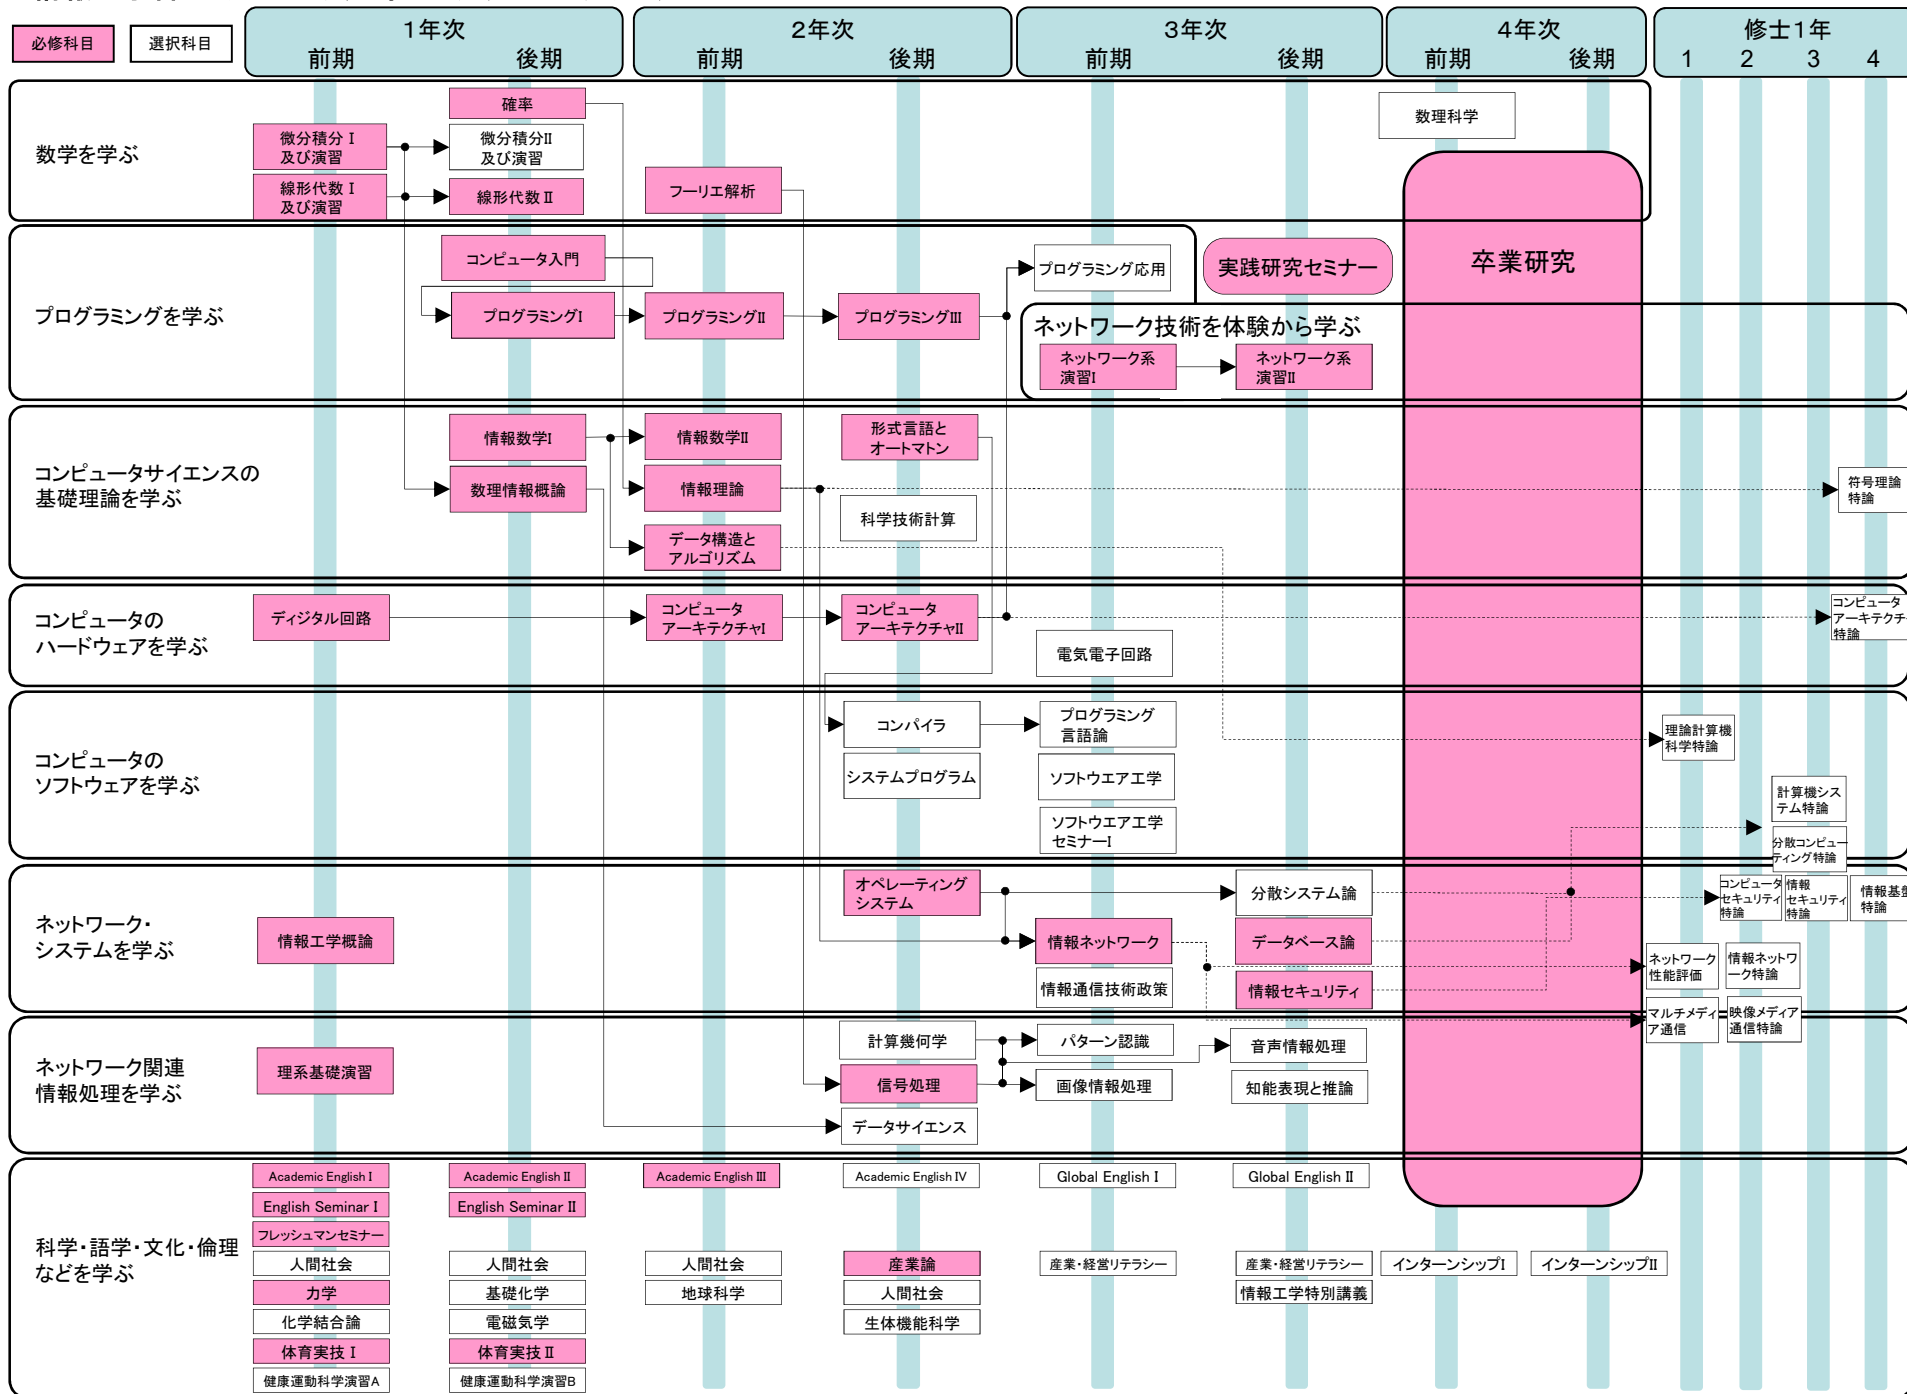 必修科目
選択科目
1年次
前期
後期
2年次
前期
後期
3年次
前期
後期
4年次
前期
後期
修士1年
1
2
3
4
数学を学ぶ
確率
微分積分Ⅰ
及び演習
微分積分II
及び演習
線形代数Ⅰ
及び演習
線形代数Ⅱ
フーリエ解析
数理科学
卒業研究
プログラミングを学ぶ
コンピュータ入門
プログラミングI
プログラミングII
プログラミングIII
プログラミング応用
実践研究セミナー
ネットワーク技術を体験から学ぶ
ネットワーク系
演習I
ネットワーク系
演習II
コンピュータサイエンスの
基礎理論を学ぶ
情報数学I
情報数学II
形式言語と
オートマトン
数理情報概論
情報理論
科学技術計算
データ構造と
アルゴリズム
符号理論
特論
コンピュータの
ハードウェアを学ぶ
ディジタル回路
コンピュータ
アーキテクチャI
コンピュータ
アーキテクチャII
電気電子回路
コンピュータ
アーキテクチャ
特論
コンピュータの
ソフトウェアを学ぶ
コンパイラ
システムプログラム
プログラミング
言語論
ソフトウエア工学
ソフトウエア工学
セミナーI
理論計算機
科学特論
計算機シス
テム特論
分散コンピュー
ティング特論
ネットワーク・
システムを学ぶ
情報工学概論
オペレーティング
システム
情報ネットワーク
情報通信技術政策
分散システム論
データベース論
情報セキュリティ
コンピュータ
セキュリティ
特論
情報
セキュリティ
特論
情報基盤
特論
ネットワーク
性能評価
情報ネットワ
ーク特論
マルチメディ
ア通信
映像メディア
通信特論
ネットワーク関連
情報処理を学ぶ
理系基礎演習
計算幾何学
信号処理
データサイエンス
パターン認識
画像情報処理
音声情報処理
知能表現と推論
科学・語学・文化・倫理
などを学ぶ
Academic English I
Academic English II
Academic English III
Academic English IV
Global English I
Global English II
English Seminar I
English Seminar II
フレッシュマンセミナー
人間社会
人間社会
人間社会
産業論
産業・経営リテラシー
産業・経営リテラシー
インターンシップI
インターンシップII
力学
基礎化学
地球科学
人間社会
情報工学特別講義
化学結合論
電磁気学
生体機能科学
体育実技Ⅰ
体育実技Ⅱ
健康運動科学演習A
健康運動科学演習B